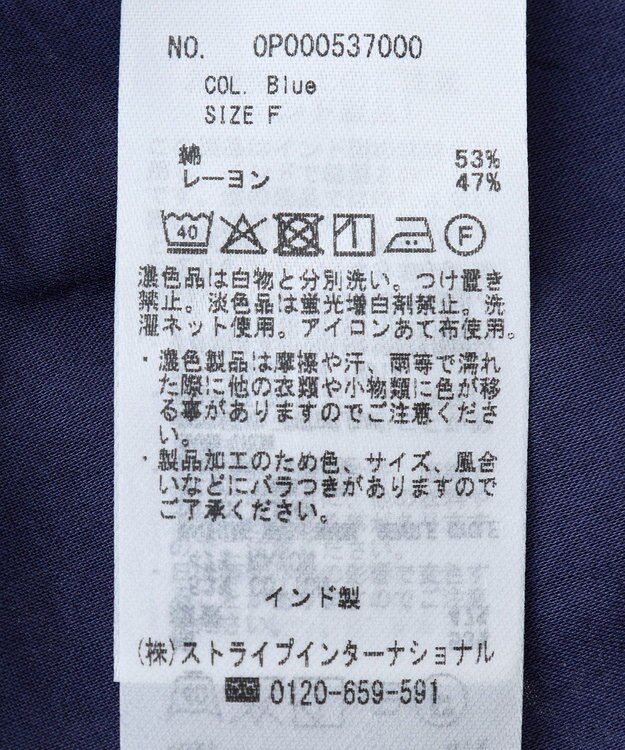 NO. OP000537000
COL. Blue
SIZE F
綿 53%
レーヨン 47%
40 F
濃色品は白物と分別洗い。つけ置き
禁止。淡色品は蛍光増白剤禁止。洗
濯ネット使用。アイロンあて布使用。
・濃色製品は摩擦や汗、雨等で濡れ
た際に他の衣類や小物類に色が移
る事がありますのでご注意くださ
い。
・製品加工のため色、サイズ、風合
いなどにバラつきがありますので
ご了承ください。
インド製
(株)ストライプインターナショナル
0120-659-591